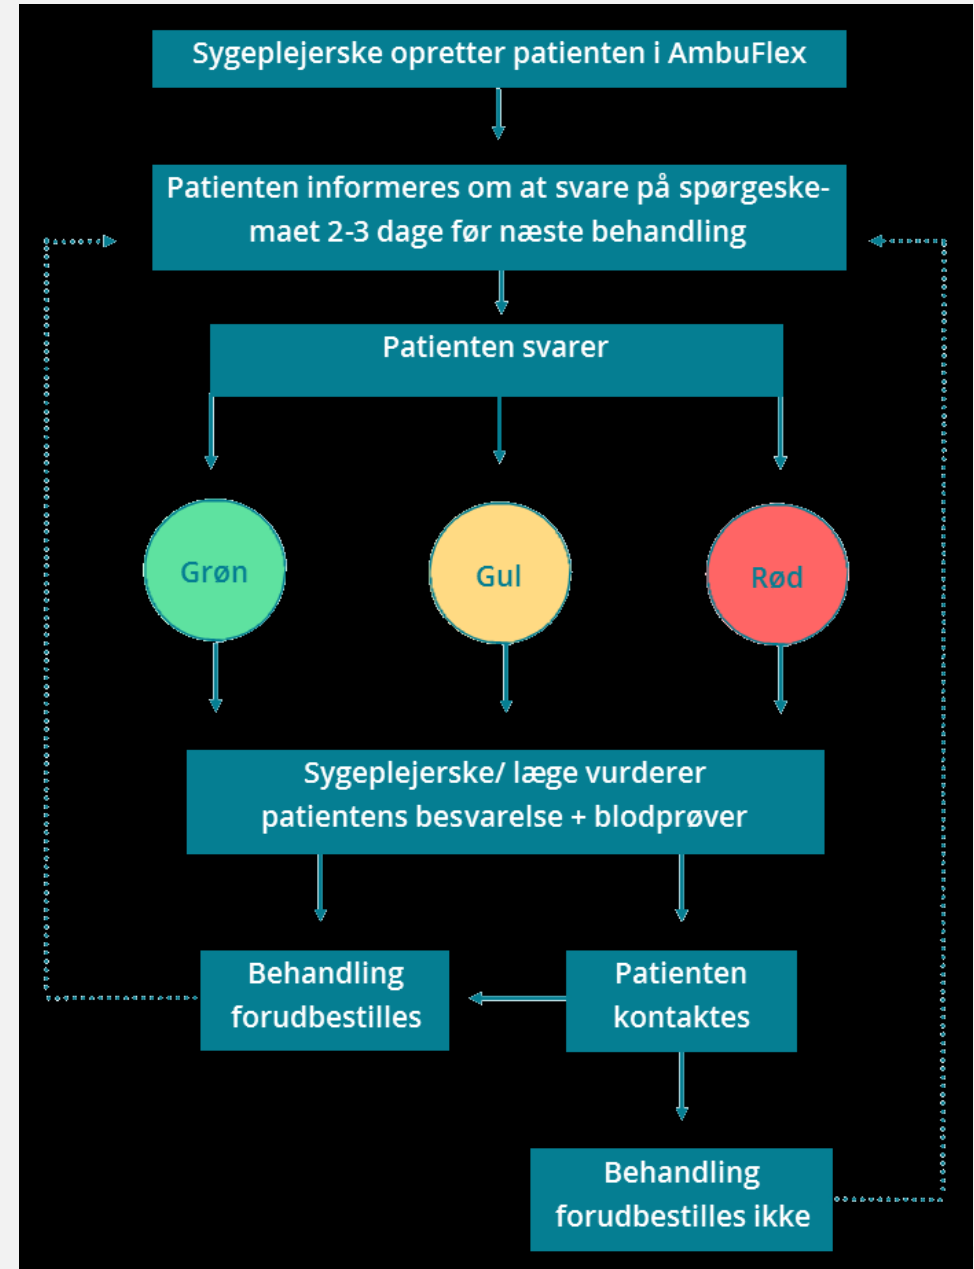 Sygeplejerske opretter patienten i AmbuFlex
Patienten informeres om at svare på spørgeske-
maet 2-3 dage før næste behandling
Patienten svarer
Grøn
Gul
Rød
Sygeplejerske/ læge vurderer
patientens besvarelse + blodprøver
Behandling
forudbestilles
Patienten
kontaktes
Behandling
forudbestilles ikke